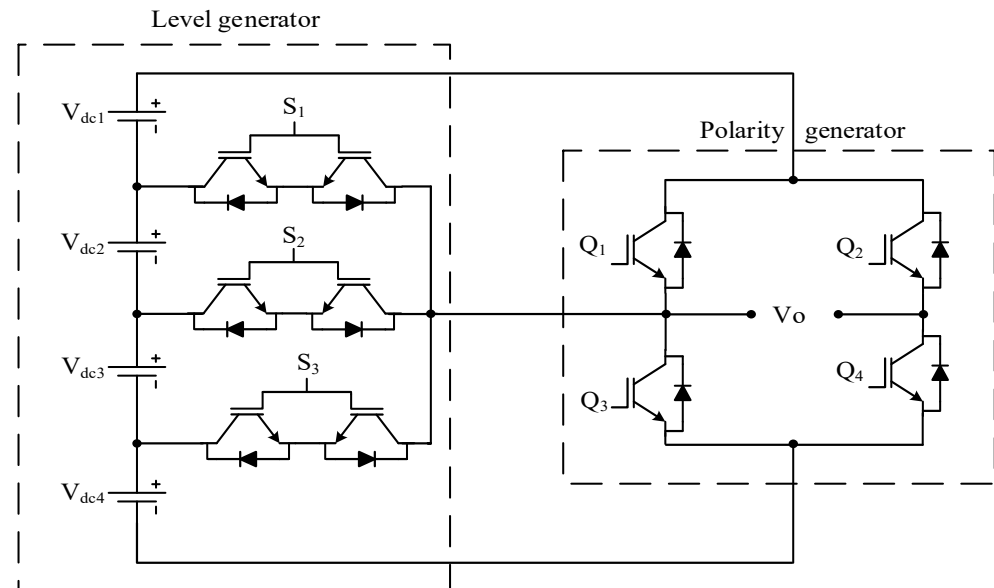 Level generator
Vdc1
+
S1
Polarity generator
Vdc2
+
S2
Q1
Q2
Vo
Vdc3
+
S3
Q3
Q4
Vdc4
+